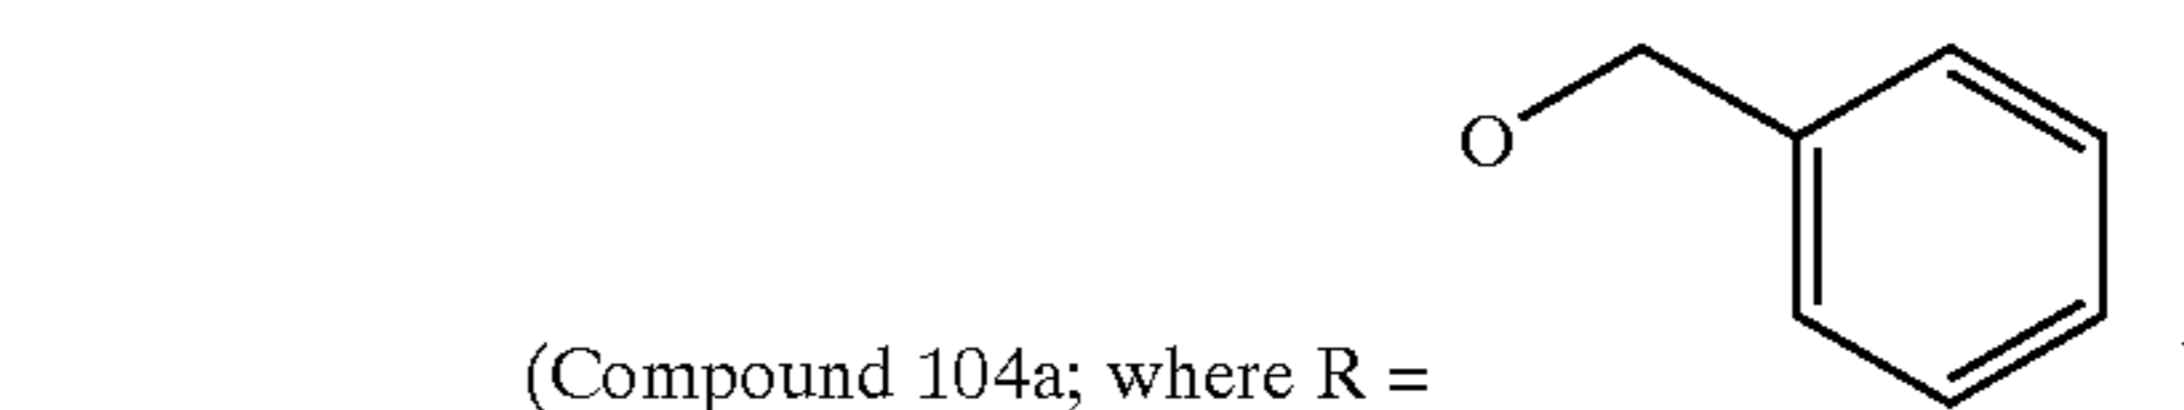 O
(Compound 104a; where R =